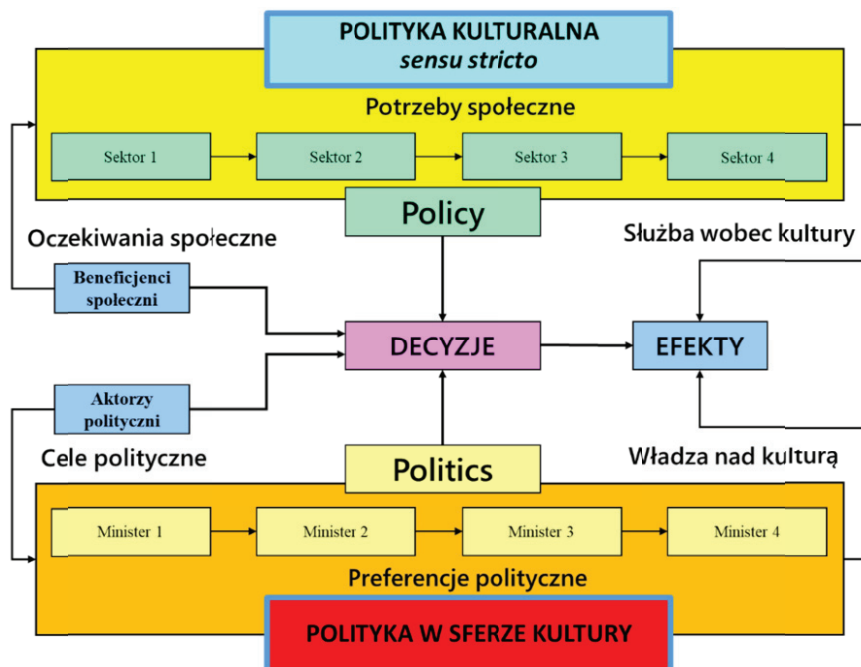 POLITYKA KULTURALNA
sensu stricto
Potrzeby społeczne
Sektor 1
Sektor 2
Sektor 3
Sektor 4
Policy
Oczekiwania społeczne
Służba wobec kultury
Beneficjenci
społeczni
DECYZJE
EFEKTY
Aktorzy
polityczni
Cele polityczne
Politics
Władza nad kulturą
Minister 1
Minister 2
Minister 3
Minister 4
Preferencje polityczne
POLITYKA W SFERZE KULTURY